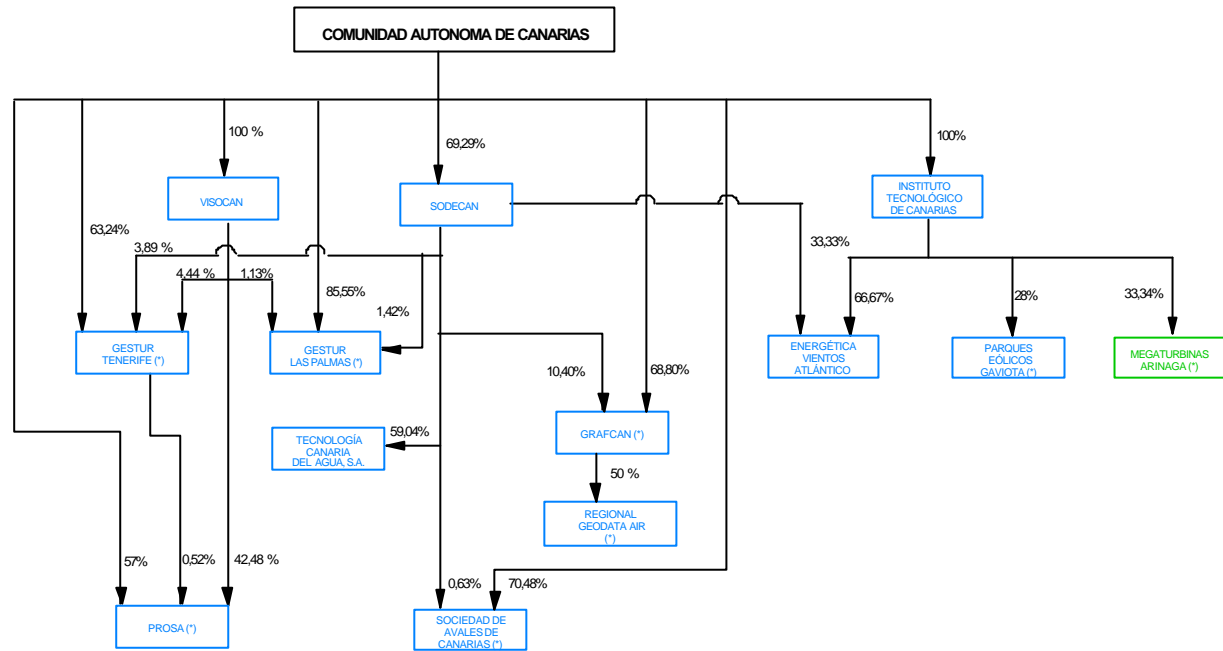 COMUNIDAD AUTONOMA DE CANARIAS
100 %
69,29%
100%
VISOCAN
SODECAN
INSTITUTO
TECNOLÓGICO
DE CANARIAS
63,24%
3,89 %
33,33%
4,44 %
1,13%
85,55%
1,42%
66,67%
28%
33,34%
GESTUR
TENERIFE (*)
GESTUR
LAS PALMAS (*)
ENERGÉTICA
VIENTOS
ATLÁNTICO
PARQUES
EÓLICOS
GAVIOTA (*)
MEGATURBINAS
ARINAGA (*)
10,40%
68,80%
TECNOLOGÍA
CANARIA
DEL AGUA, S.A.
59,04%
GRAFCAN (*)
50 %
REGIONAL
GEODATA AIR
(*)
57%
0,52%
42,48 %
0,63%
70,48%
PROSA (*)
SOCIEDAD DE
AVALES DE
CANARIAS (*)